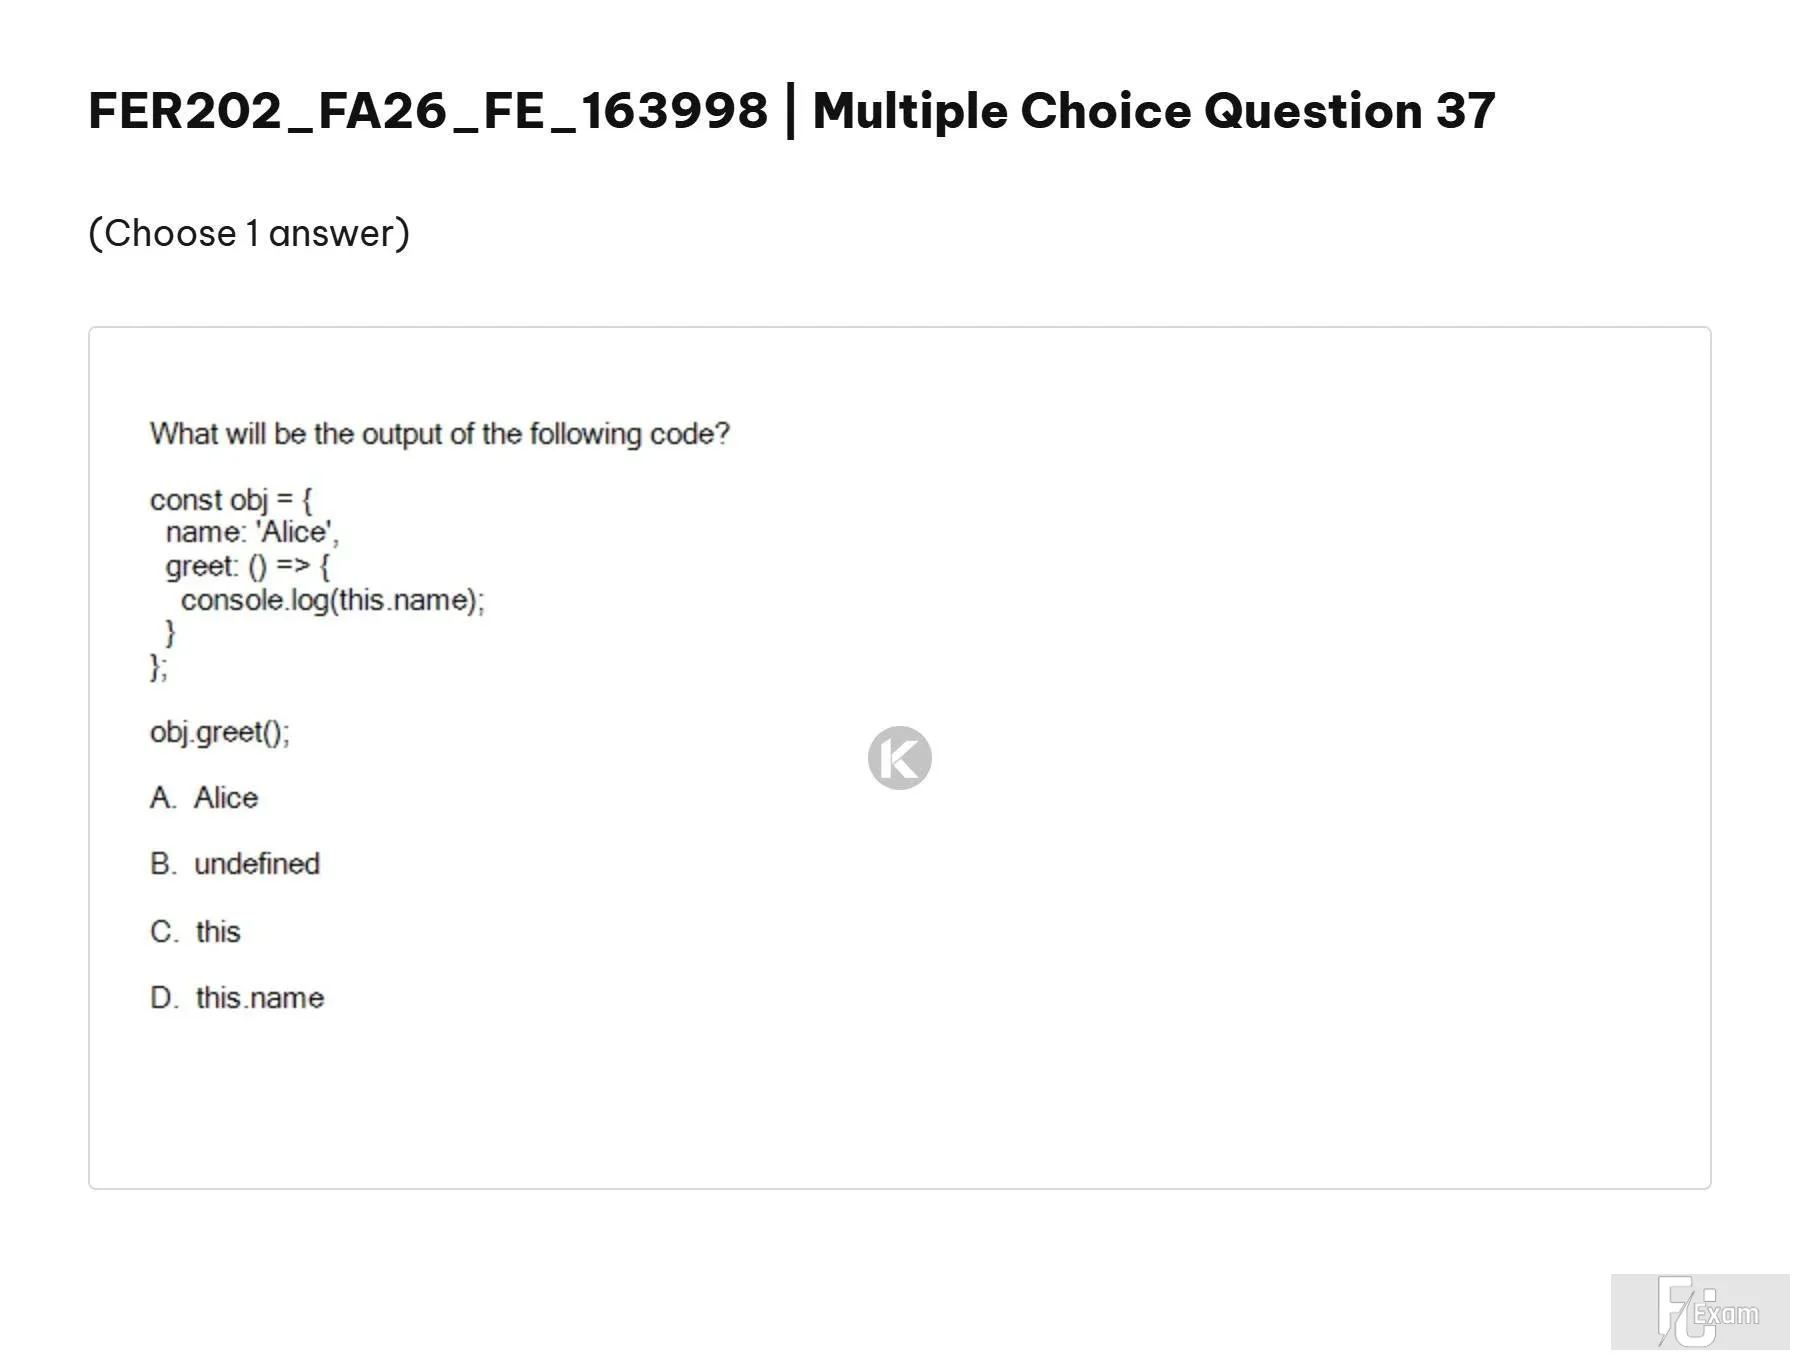 FER202_FA26_FE_163998 | Multiple Choice Question 37
(Choose 1 answer)
What will be the output of the following code?
const obj = {
  name: 'Alice',
  greet: () => {
    console.log(this.name);
  }
};
obj.greet();
A. Alice
B. undefined
C. this
D. this.name
K
FU Exam